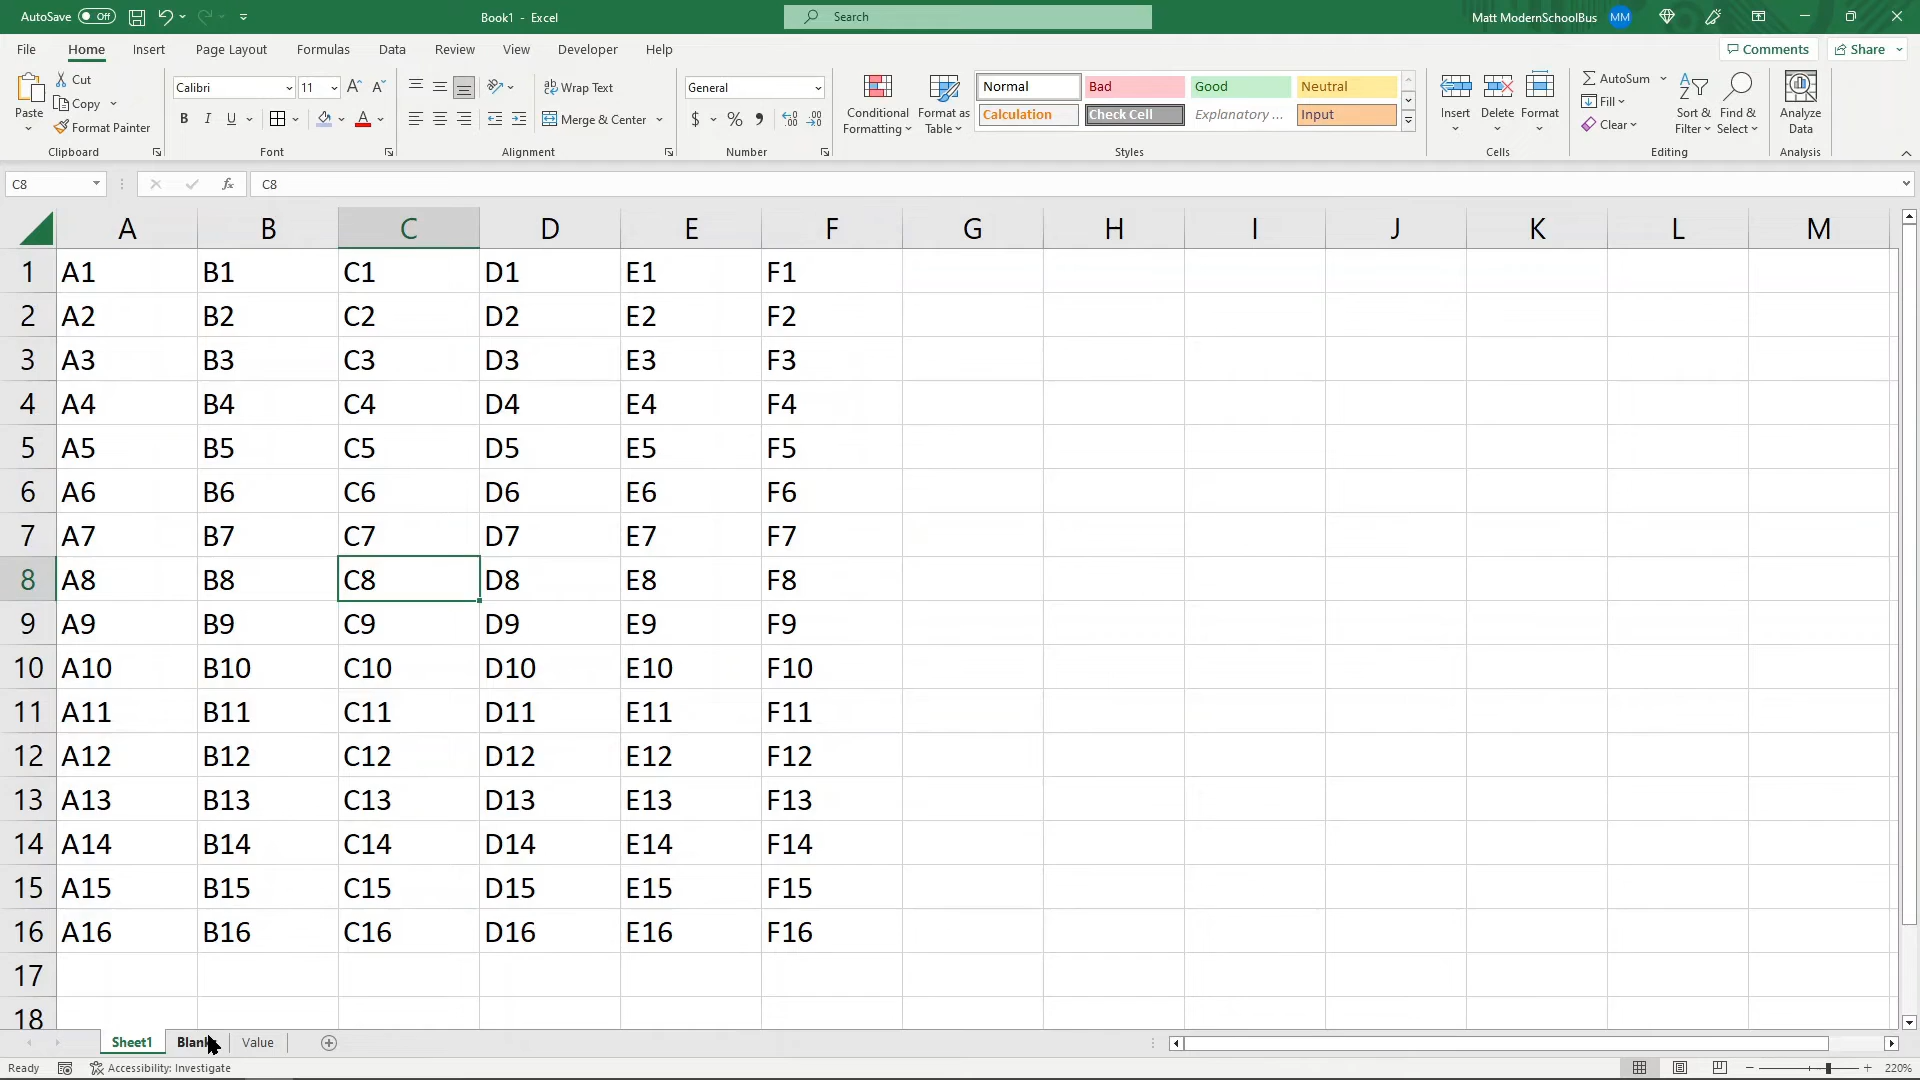 AutoSave Off Book1 - Excel Search Matt ModernSchoolBus MM
File Home Insert Page Layout Formulas Data Review View Developer Help Comments Share
Paste Cut Copy Format Painter Clipboard
Calibri 11 A A B I U A Font
Wrap Text Merge & Center Alignment
General $ % Number
Conditional Formatting Format as Table Normal Bad Good Neutral
Calculation Check Cell Explanatory ... Input Styles
Insert Delete Format Cells
AutoSum Fill Clear Sort & Filter Find & Select Editing
Analyze Data Analysis
C8 fx C8
A B C D E F G H I J K L M
1 A1 B1 C1 D1 E1 F1
2 A2 B2 C2 D2 E2 F2
3 A3 B3 C3 D3 E3 F3
4 A4 B4 C4 D4 E4 F4
5 A5 B5 C5 D5 E5 F5
6 A6 B6 C6 D6 E6 F6
7 A7 B7 C7 D7 E7 F7
8 A8 B8 C8 D8 E8 F8
9 A9 B9 C9 D9 E9 F9
10 A10 B10 C10 D10 E10 F10
11 A11 B11 C11 D11 E11 F11
12 A12 B12 C12 D12 E12 F12
13 A13 B13 C13 D13 E13 F13
14 A14 B14 C14 D14 E14 F14
15 A15 B15 C15 D15 E15 F15
16 A16 B16 C16 D16 E16 F16
17
18
Sheet1 Blank Value
Ready Accessibility: Investigate 220%